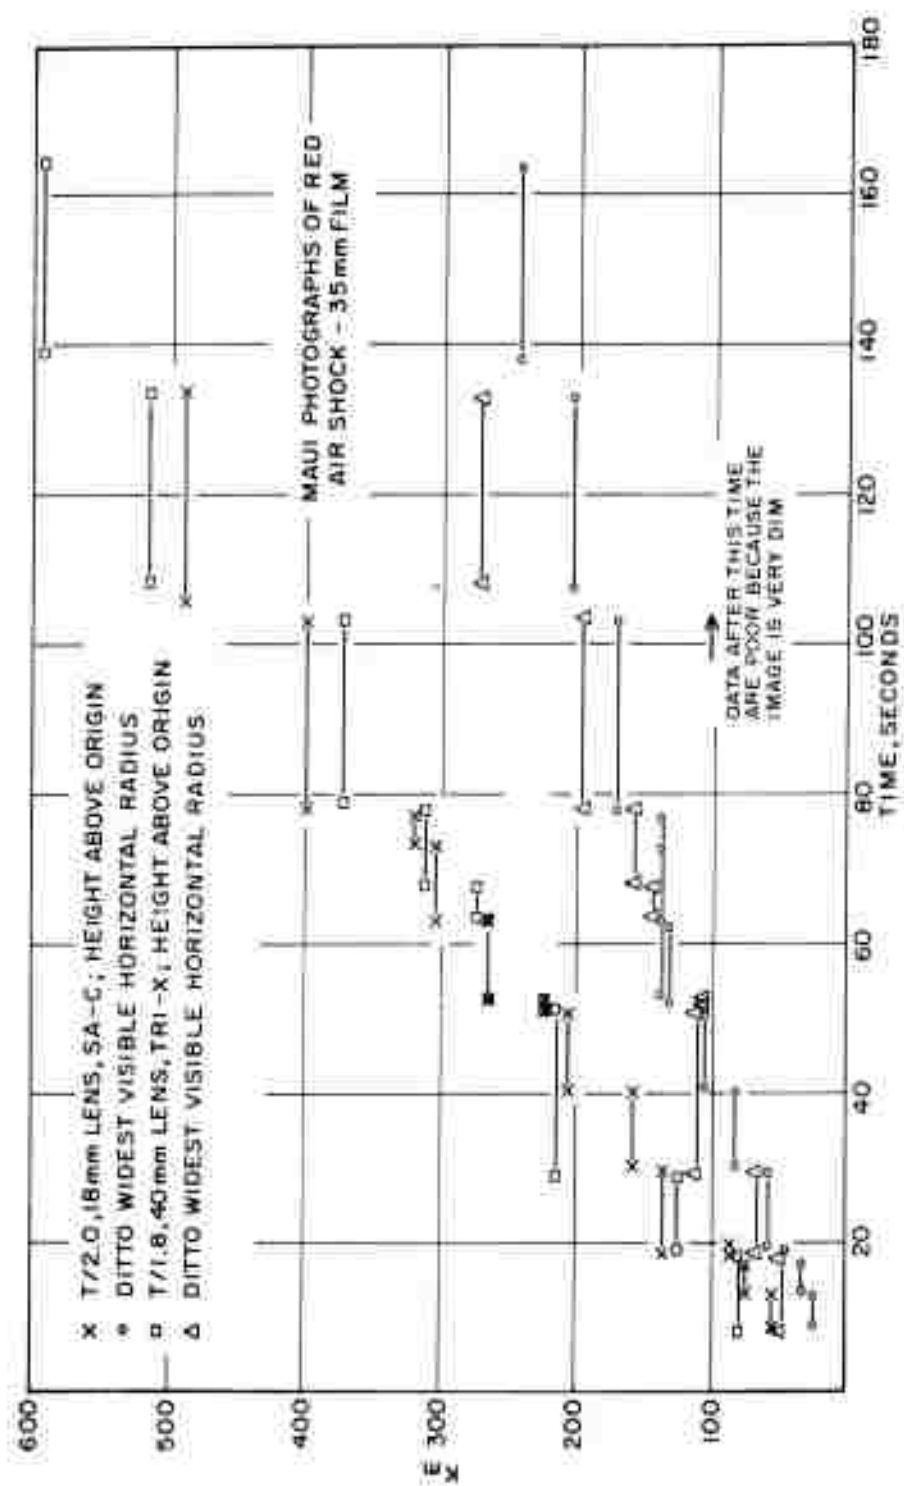 × T/2.0, 18mm LENS, SA-C; HEIGHT ABOVE ORIGIN
∘ DITTO WIDEST VISIBLE HORIZONTAL RADIUS
□ T/1.8, 40mm LENS, TRI-X; HEIGHT ABOVE ORIGIN
△ DITTO WIDEST VISIBLE HORIZONTAL RADIUS
MAUI PHOTOGRAPHS OF RED
AIR SHOCK - 35mm FILM
DATA AFTER THIS TIME
ARE POOR BECAUSE THE
IMAGE IS VERY DIM
600
500
400
300
200
100
Km
20
40
60
80
100
120
140
160
180
TIME, SECONDS